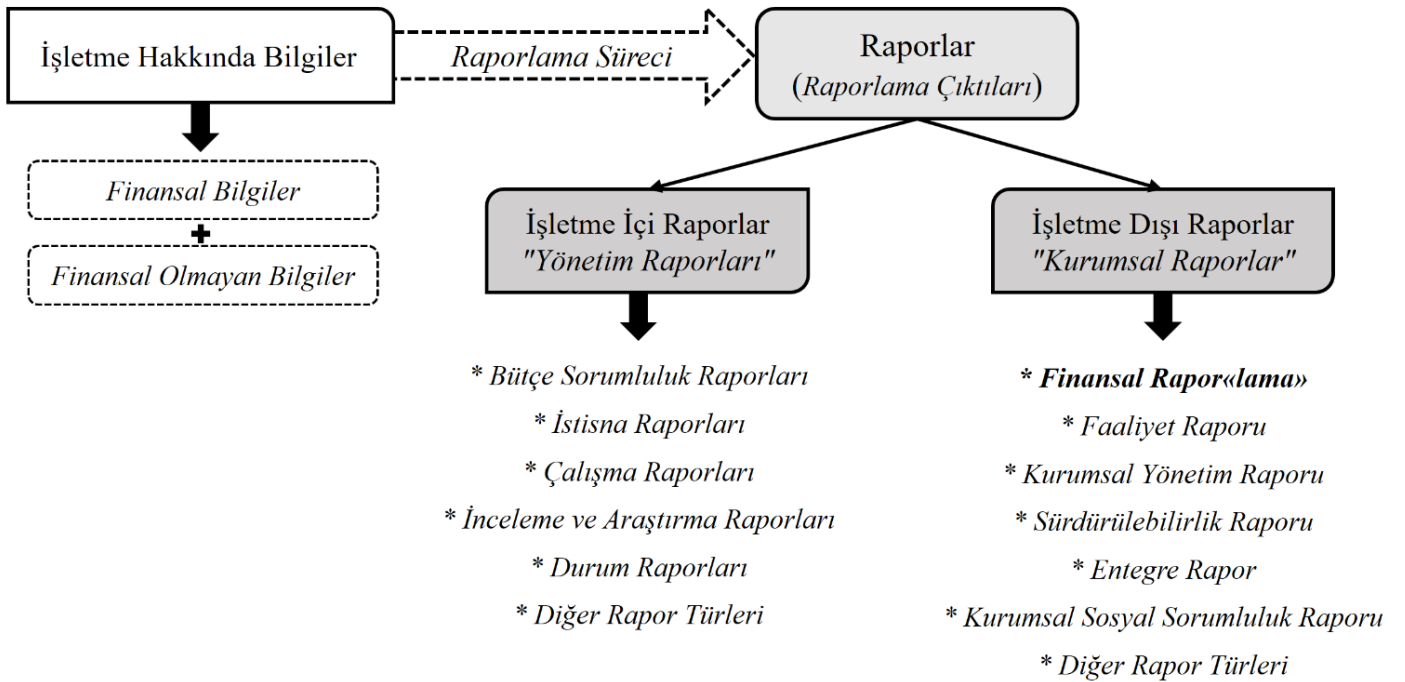 İşletme Hakkında Bilgiler
Raporlama Süreci
Raporlar
(Raporlama Çıktıları)
Finansal Bilgiler
+
Finansal Olmayan Bilgiler
İşletme İçi Raporlar
"Yönetim Raporları"
İşletme Dışı Raporlar
"Kurumsal Raporlar"
* Bütçe Sorumluluk Raporları
* İstisna Raporları
* Çalışma Raporları
* İnceleme ve Araştırma Raporları
* Durum Raporları
* Diğer Rapor Türleri
* Finansal Rapor«lama»
* Faaliyet Raporu
* Kurumsal Yönetim Raporu
* Sürdürülebilirlik Raporu
* Entegre Rapor
* Kurumsal Sosyal Sorumluluk Raporu
* Diğer Rapor Türleri